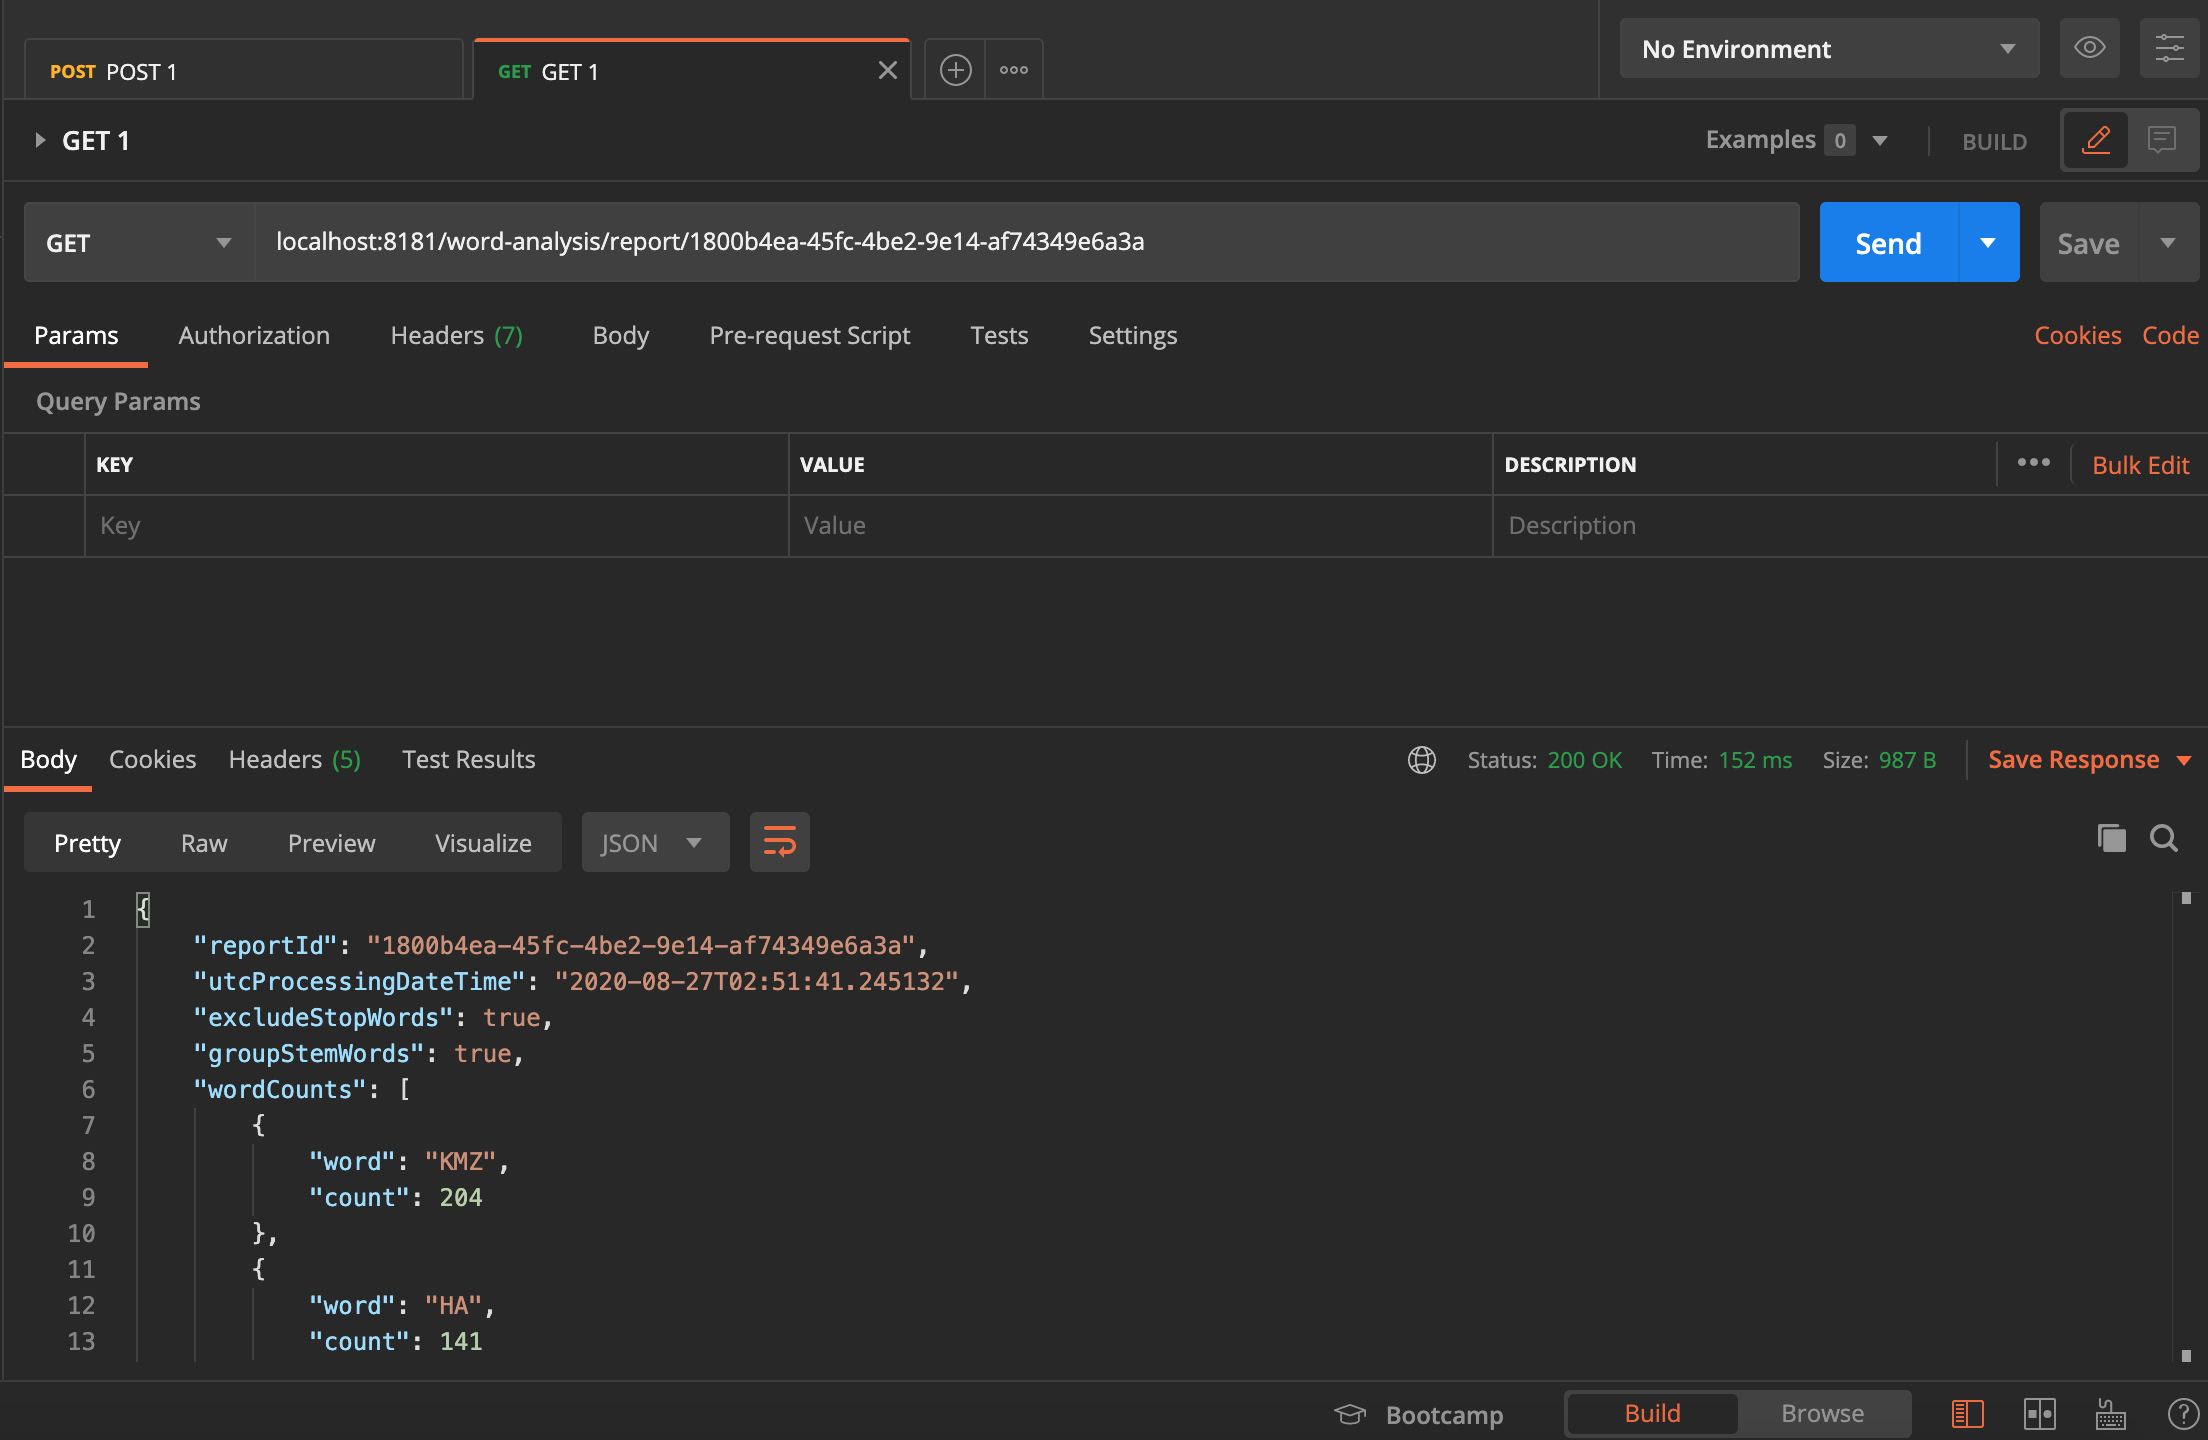 POST POST 1
GET GET 1
No Environment
GET 1
Examples 0
BUILD
GET
localhost:8181/word-analysis/report/1800b4ea-45fc-4be2-9e14-af74349e6a3a
Send
Save
Params Authorization Headers (7) Body Pre-request Script Tests Settings Cookies Code
Query Params
KEY VALUE DESCRIPTION ••• Bulk Edit
Key Value Description
Body Cookies Headers (5) Test Results Status: 200 OK Time: 152 ms Size: 987 B Save Response
Pretty Raw Preview Visualize JSON
1 {
2 "reportId": "1800b4ea-45fc-4be2-9e14-af74349e6a3a",
3 "utcProcessingDateTime": "2020-08-27T02:51:41.245132",
4 "excludeStopWords": true,
5 "groupStemWords": true,
6 "wordCounts": [
7 {
8 "word": "KMZ",
9 "count": 204
10 },
11 {
12 "word": "HA",
13 "count": 141
Bootcamp Build Browse ?